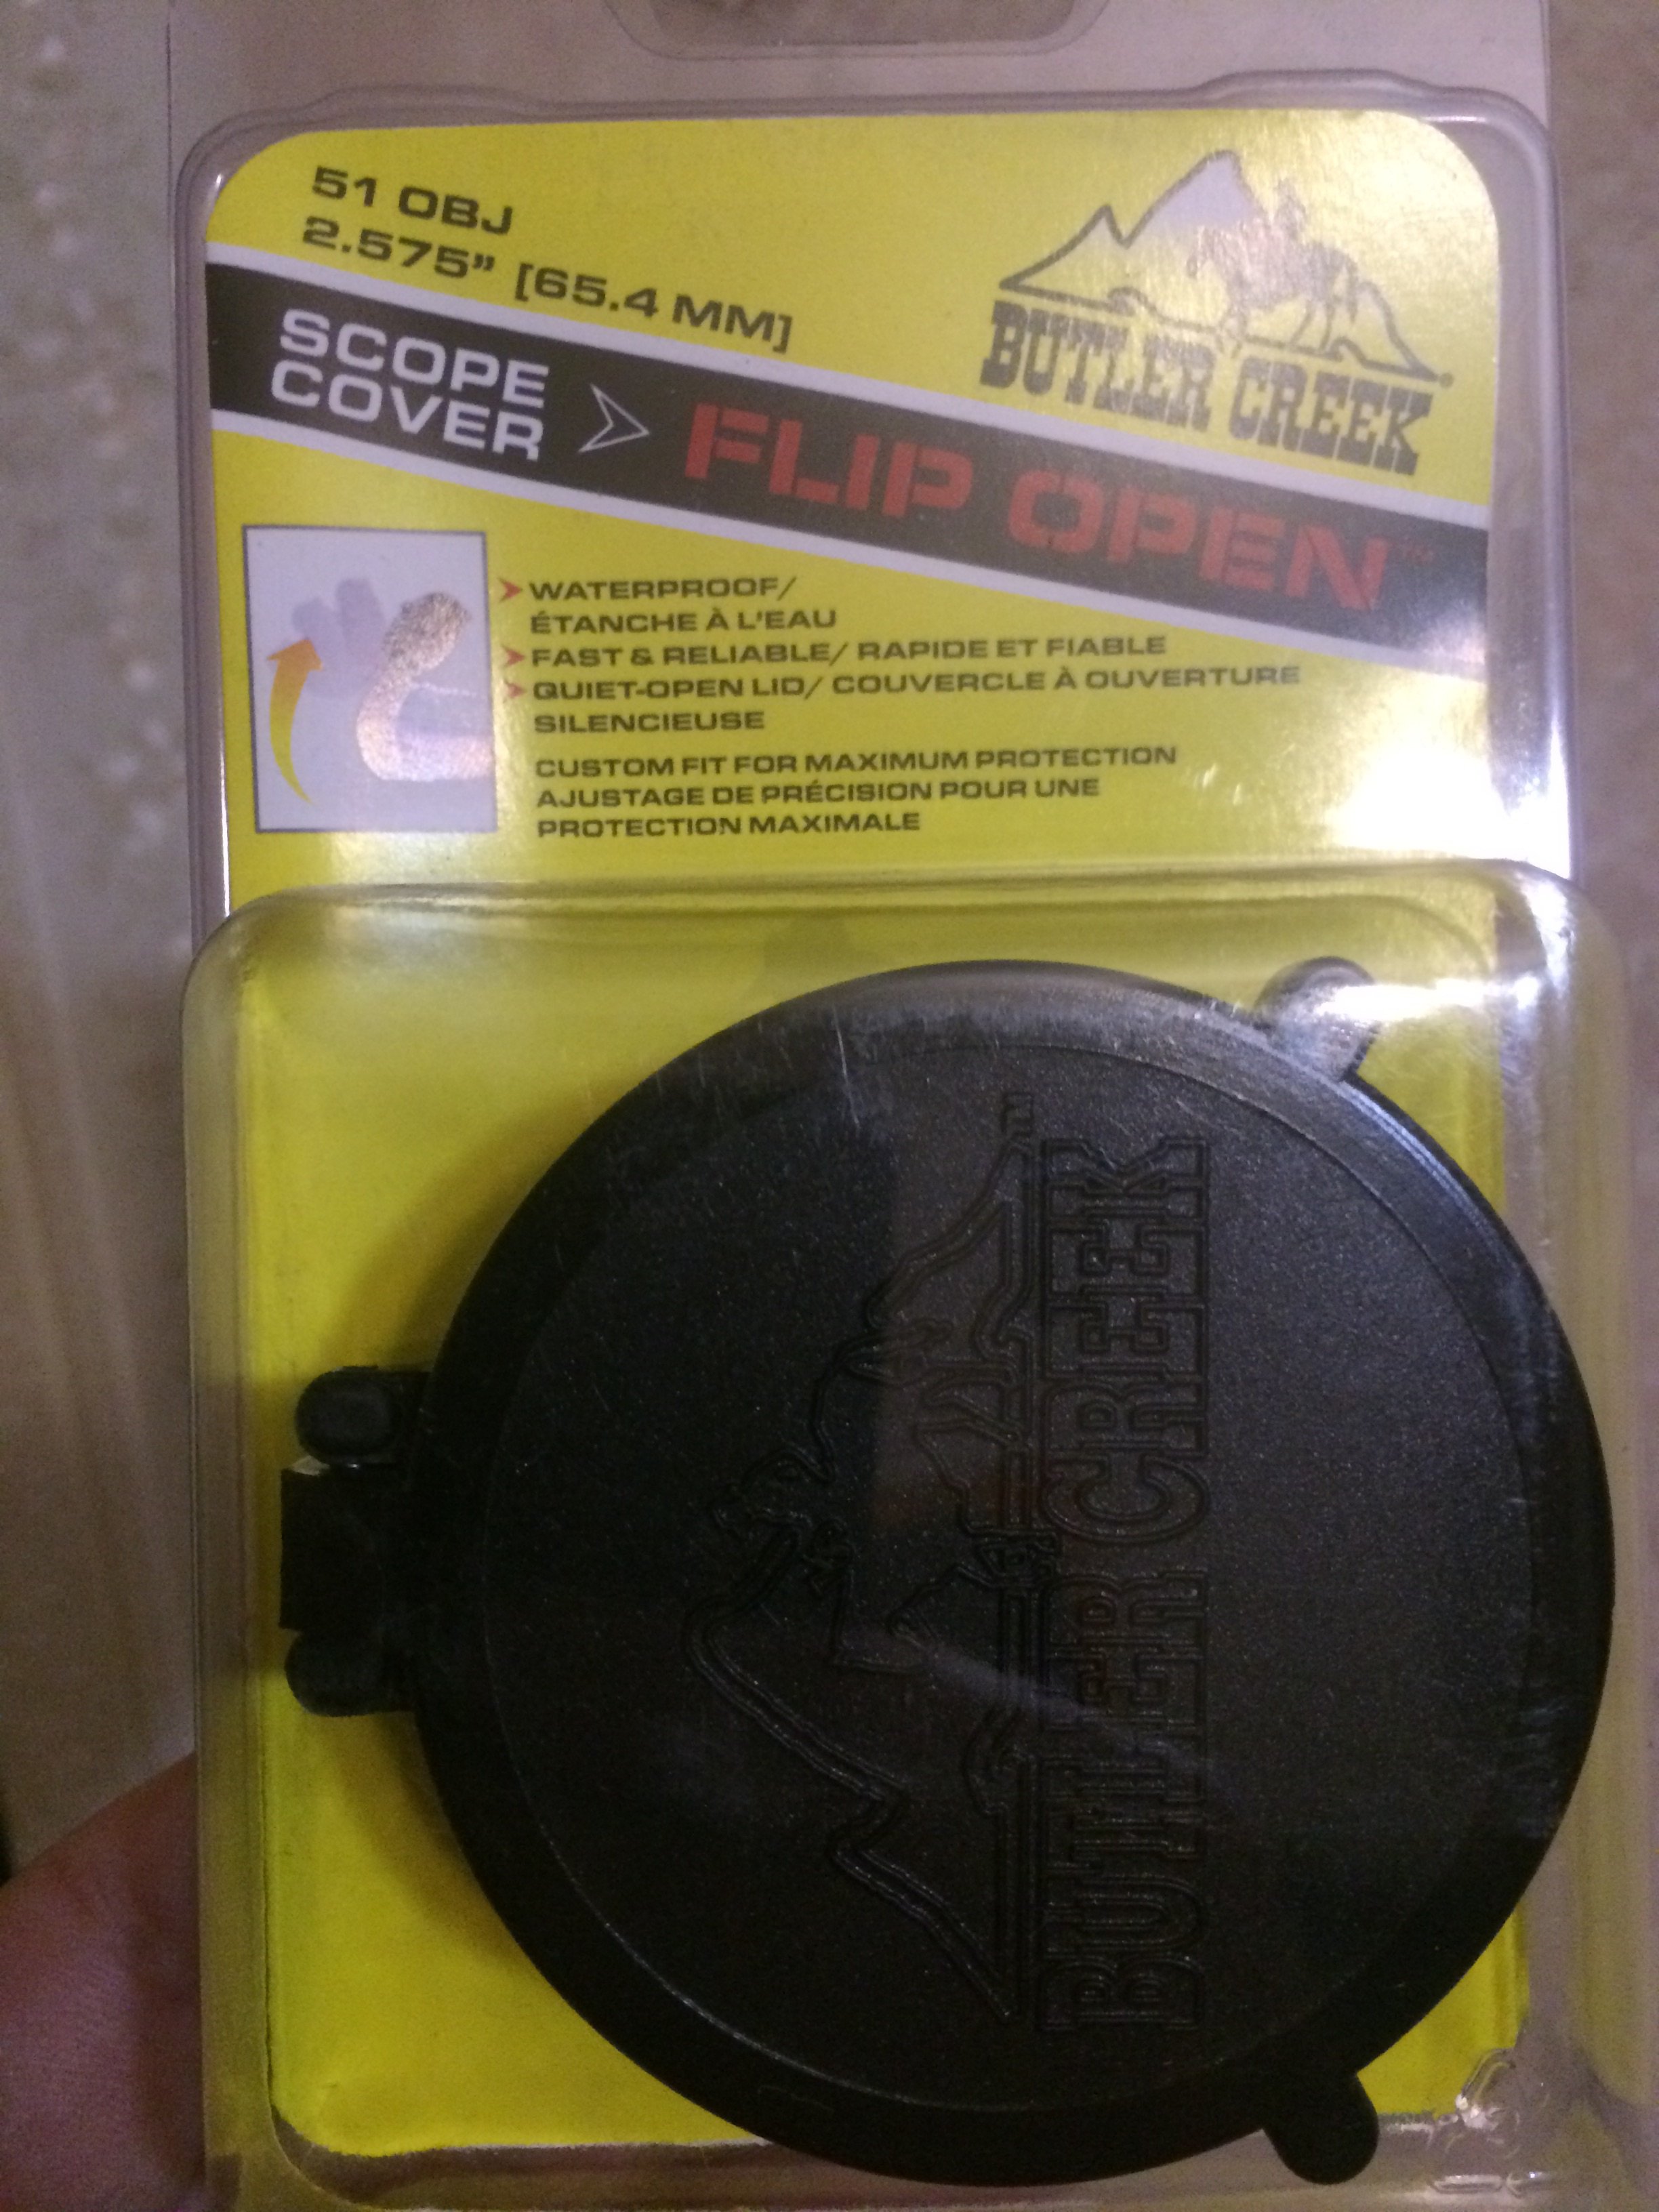 51 OBJ
2.575” [65.4 MM]
BUTLER CREEK®
SCOPE
COVER
FLIP OPEN™
WATERPROOF/
ÉTANCHE À L'EAU
FAST & RELIABLE/ RAPIDE ET FIABLE
QUIET-OPEN LID/ COUVERCLE À OUVERTURE
SILENCIEUSE
CUSTOM FIT FOR MAXIMUM PROTECTION
AJUSTAGE DE PRÉCISION POUR UNE
PROTECTION MAXIMALE
BUTLER CREEK™